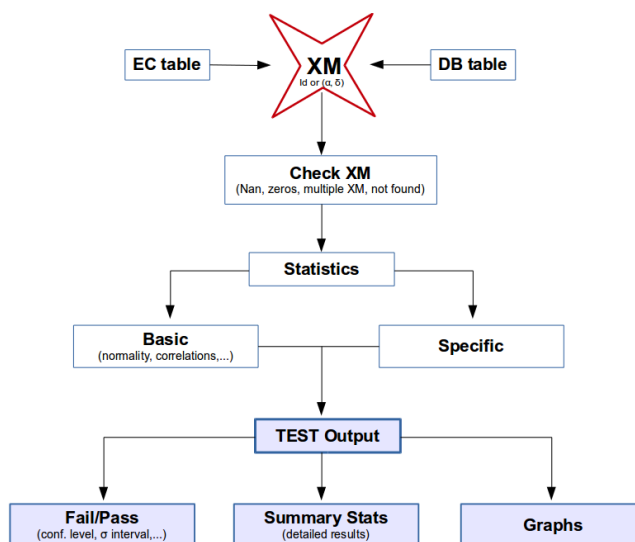 EC table
XM
Id or (α, δ)
DB table
Check XM
(Nan, zeros, multiple XM, not found)
Statistics
Basic
(normality, correlations,...)
Specific
TEST Output
Fail/Pass
(conf. level, σ interval,...)
Summary Stats
(detailed results)
Graphs